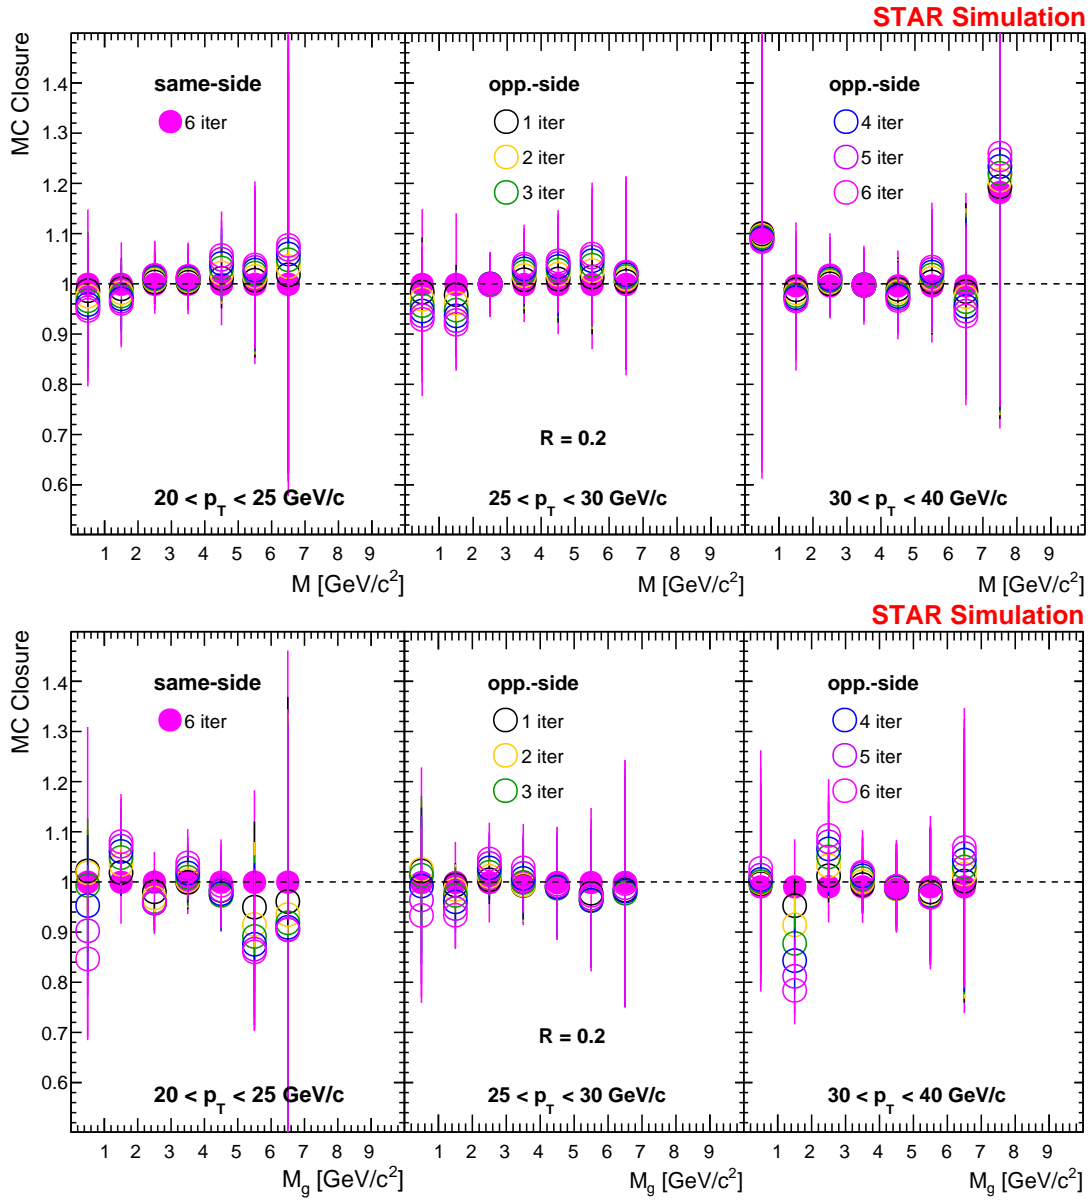 STAR Simulation
MC Closure
same-side
6 iter
opp.-side
1 iter
2 iter
3 iter
opp.-side
4 iter
5 iter
6 iter
1.4
1.3
1.2
1.1
1
0.9
0.8
0.7
0.6
R = 0.2
20 < p_T < 25 GeV/c
25 < p_T < 30 GeV/c
30 < p_T < 40 GeV/c
1 2 3 4 5 6 7 8 9
1 2 3 4 5 6 7 8 9
1 2 3 4 5 6 7 8 9
M [GeV/c²]
M [GeV/c²]
M [GeV/c²]
STAR Simulation
MC Closure
same-side
6 iter
opp.-side
1 iter
2 iter
3 iter
opp.-side
4 iter
5 iter
6 iter
1.4
1.3
1.2
1.1
1
0.9
0.8
0.7
0.6
R = 0.2
20 < p_T < 25 GeV/c
25 < p_T < 30 GeV/c
30 < p_T < 40 GeV/c
1 2 3 4 5 6 7 8 9
1 2 3 4 5 6 7 8 9
1 2 3 4 5 6 7 8 9
M_g [GeV/c²]
M_g [GeV/c²]
M_g [GeV/c²]